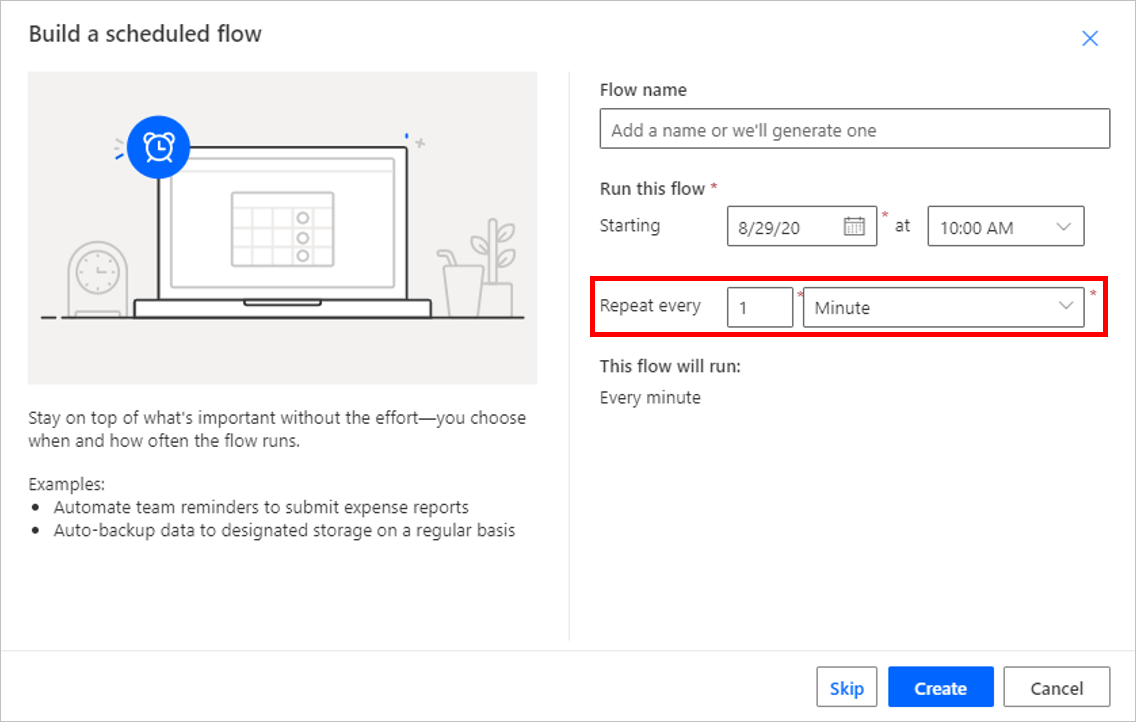 Build a scheduled flow
Stay on top of what's important without the effort—you choose
when and how often the flow runs.
Examples:
• Automate team reminders to submit expense reports
• Auto-backup data to designated storage on a regular basis
Flow name
Add a name or we'll generate one
Run this flow *
Starting 8/29/20 * at 10:00 AM
Repeat every 1 * Minute *
This flow will run:
Every minute
Skip Create Cancel